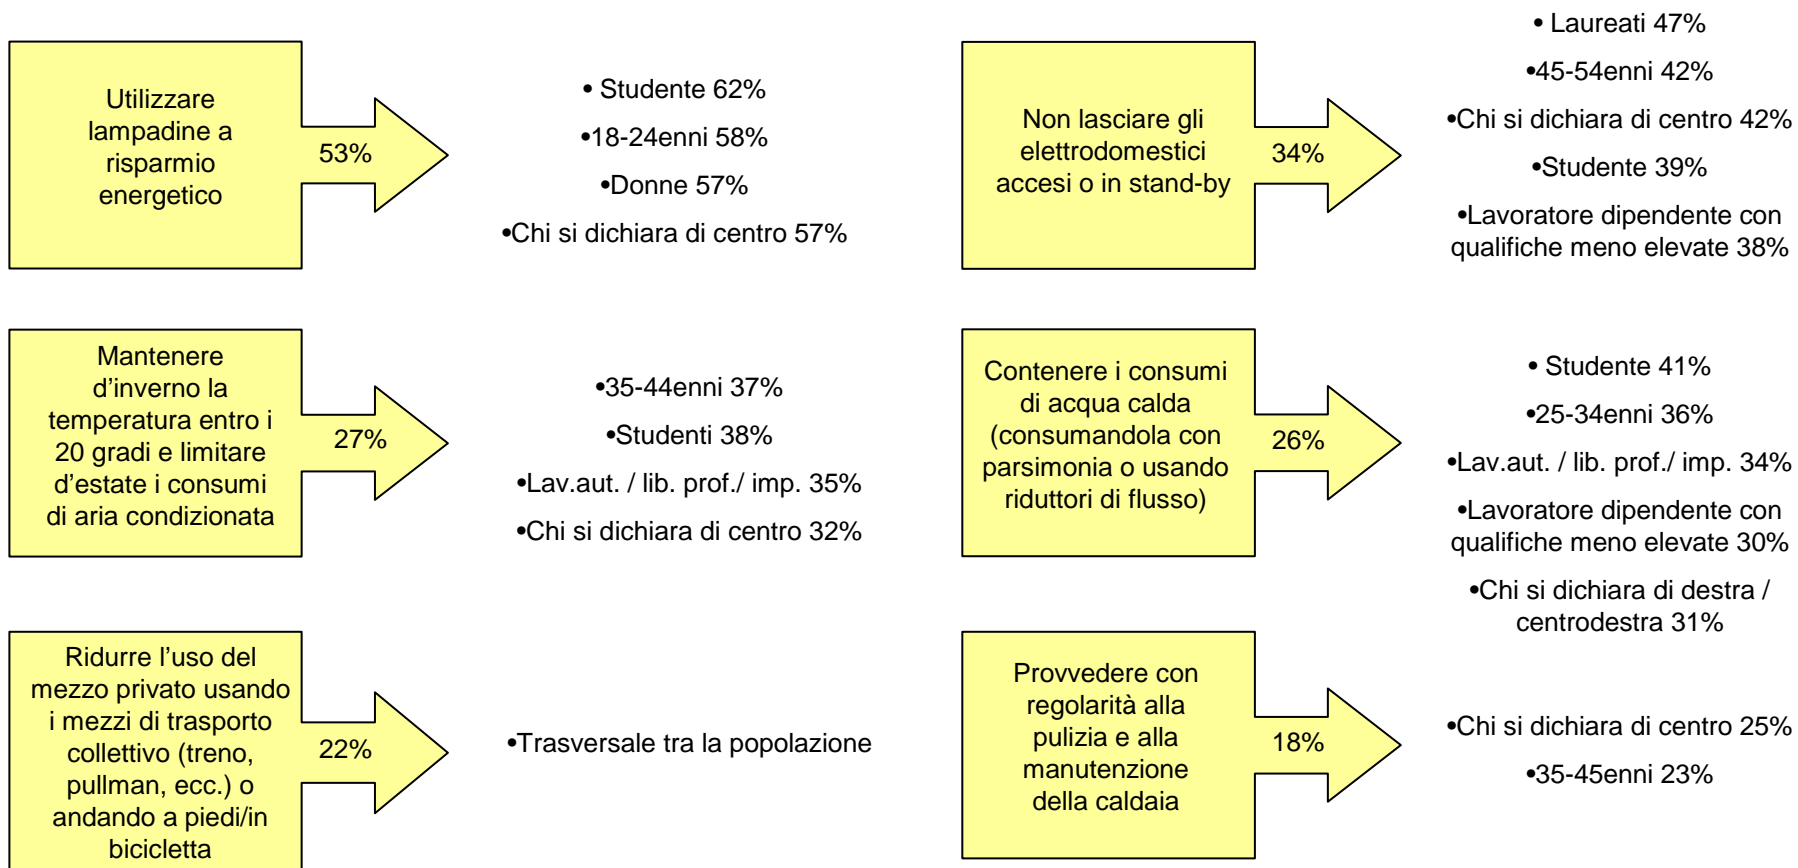 Utilizzare
lampadine a
risparmio
energetico
53%
• Studente 62%
•18-24enni 58%
•Donne 57%
•Chi si dichiara di centro 57%
Non lasciare gli
elettrodomestici
accesi o in stand-by
34%
• Laureati 47%
•45-54enni 42%
•Chi si dichiara di centro 42%
•Studente 39%
•Lavoratore dipendente con
qualifiche meno elevate 38%
Mantenere
d’inverno la
temperatura entro i
20 gradi e limitare
d’estate i consumi
di aria condizionata
27%
•35-44enni 37%
•Studenti 38%
•Lav.aut. / lib. prof./ imp. 35%
•Chi si dichiara di centro 32%
Contenere i consumi
di acqua calda
(consumandola con
parsimonia o usando
riduttori di flusso)
26%
• Studente 41%
•25-34enni 36%
•Lav.aut. / lib. prof./ imp. 34%
•Lavoratore dipendente con
qualifiche meno elevate 30%
•Chi si dichiara di destra /
centrodestra 31%
Ridurre l’uso del
mezzo privato usando
i mezzi di trasporto
collettivo (treno,
pullman, ecc.) o
andando a piedi/in
bicicletta
22%
•Trasversale tra la popolazione
Provvedere con
regolarità alla
pulizia e alla
manutenzione
della caldaia
18%
•Chi si dichiara di centro 25%
•35-45enni 23%